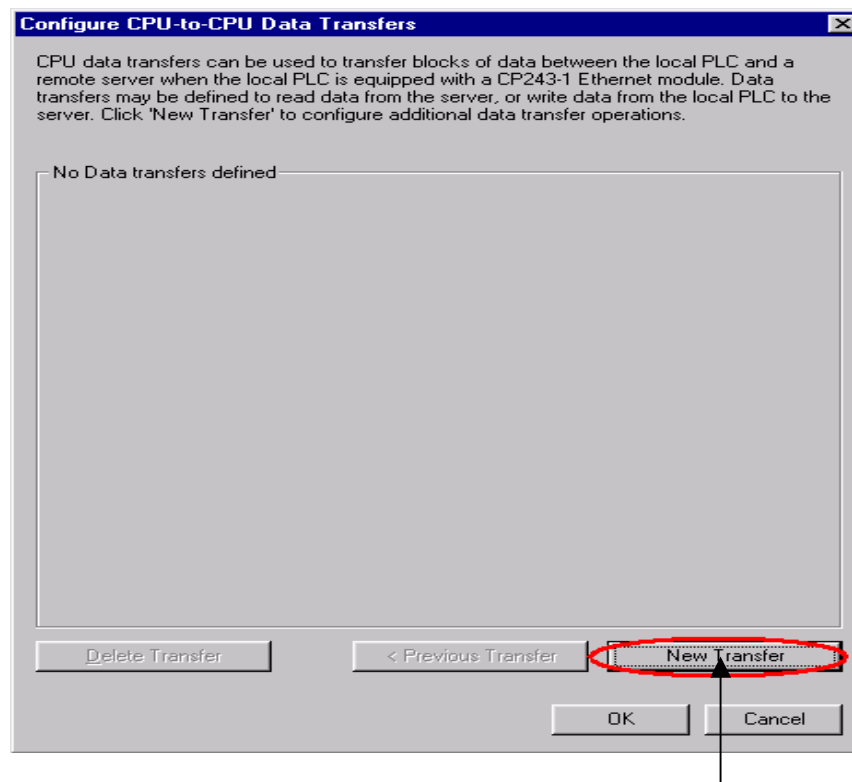 Configure CPU-to-CPU Data Transfers
CPU data transfers can be used to transfer blocks of data between the local PLC and a
remote server when the local PLC is equipped with a CP243-1 Ethernet module. Data
transfers may be defined to read data from the server, or write data from the local PLC to the
server. Click 'New Transfer' to configure additional data transfer operations.
No Data transfers defined
Delete Transfer
< Previous Transfer
New Transfer
OK
Cancel